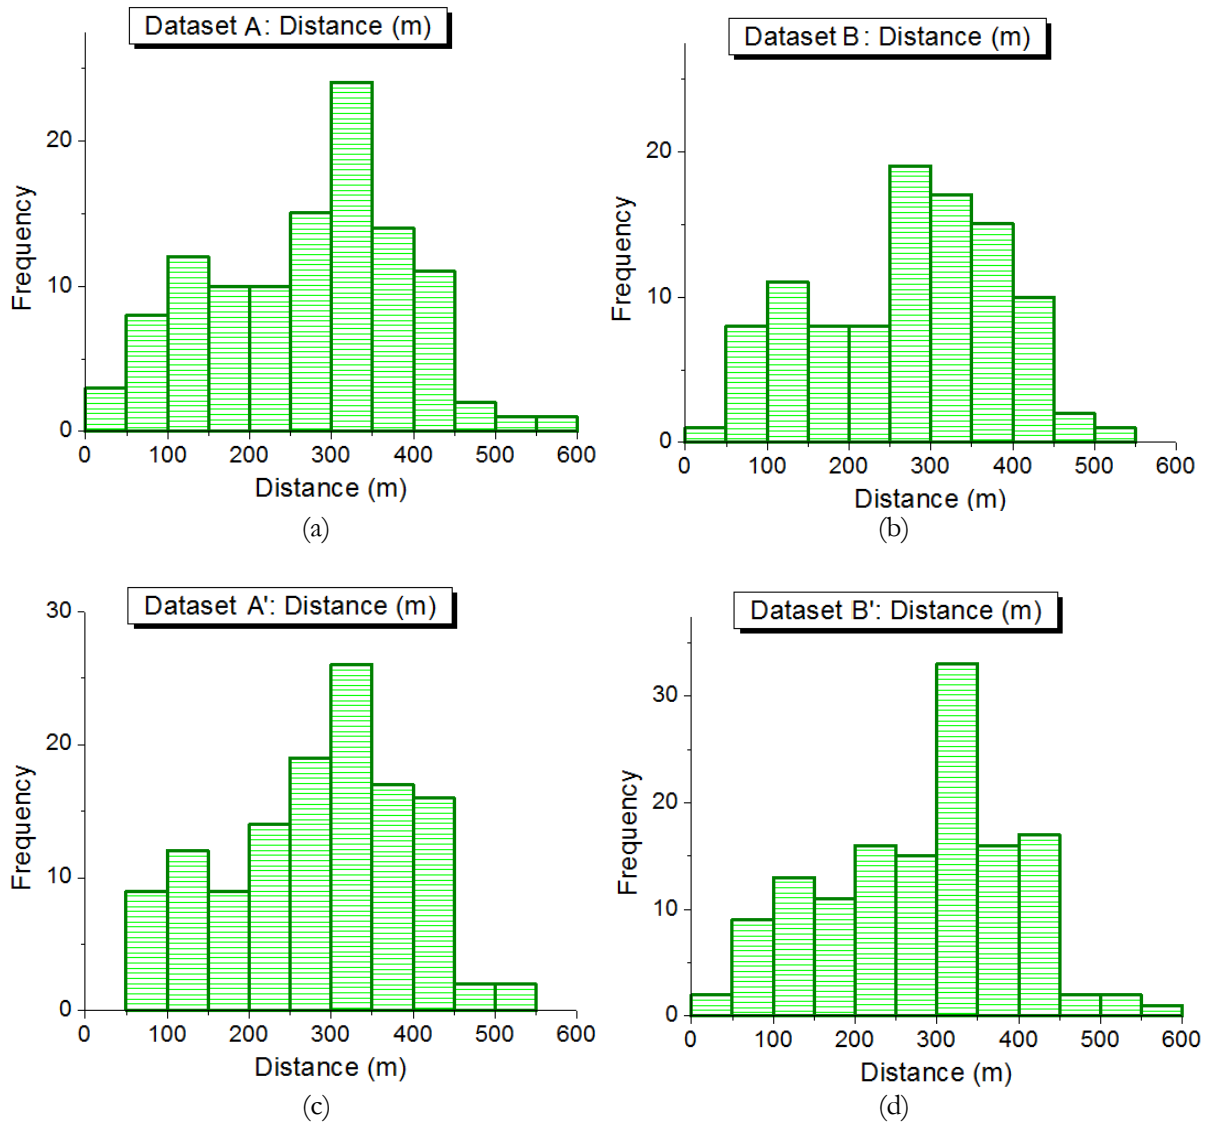 Dataset A: Distance (m)
Frequency
20
10
0
0 100 200 300 400 500 600
Distance (m)
(a)
Dataset B: Distance (m)
Frequency
20
10
0
0 100 200 300 400 500 600
Distance (m)
(b)
Dataset A': Distance (m)
Frequency
30
20
10
0
0 100 200 300 400 500 600
Distance (m)
(c)
Dataset B': Distance (m)
Frequency
30
20
10
0
0 100 200 300 400 500 600
Distance (m)
(d)